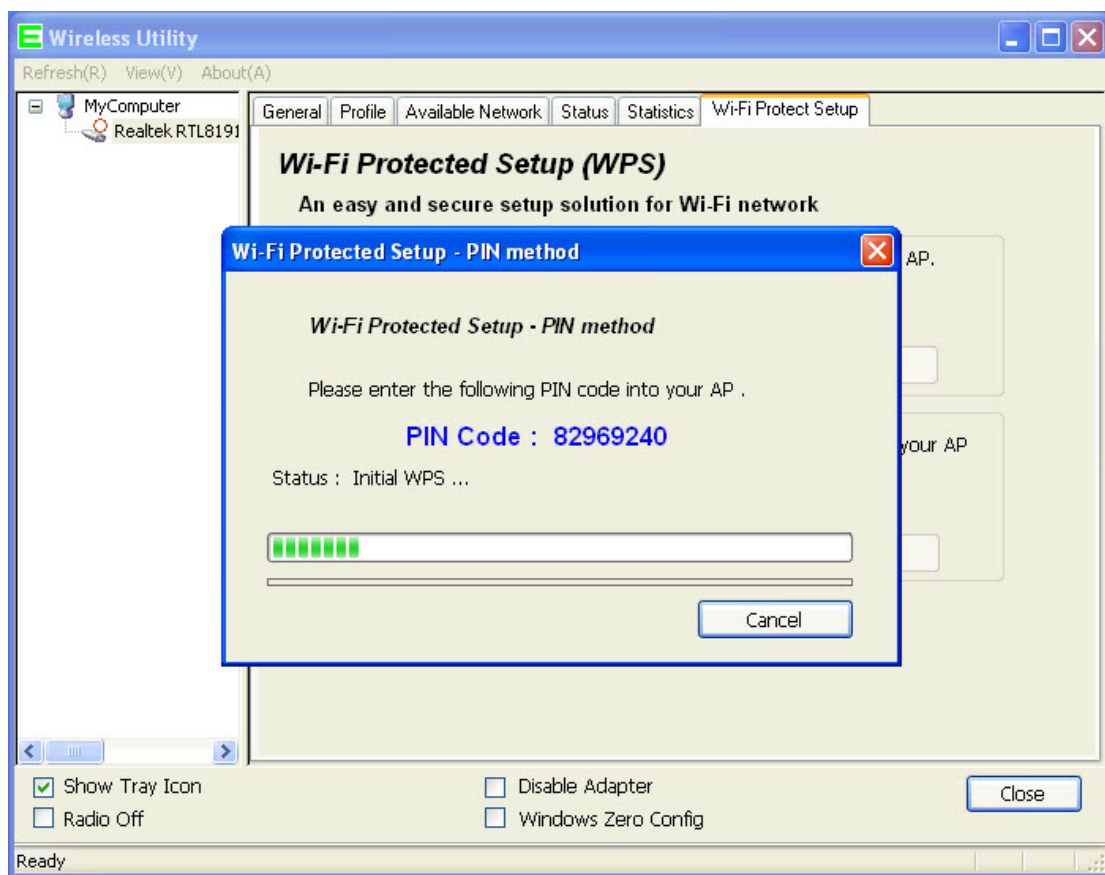 Wireless Utility
Refresh(R) View(V) About(A)
MyComputer
Realtek RTL8191
General Profile Available Network Status Statistics Wi-Fi Protect Setup
Wi-Fi Protected Setup (WPS)
An easy and secure setup solution for Wi-Fi network
AP.
Wi-Fi Protected Setup - PIN method
Wi-Fi Protected Setup - PIN method
Please enter the following PIN code into your AP .
PIN Code : 82969240
your AP
Status : Initial WPS ...
Cancel
Show Tray Icon
Disable Adapter
Close
Radio Off
Windows Zero Config
Ready